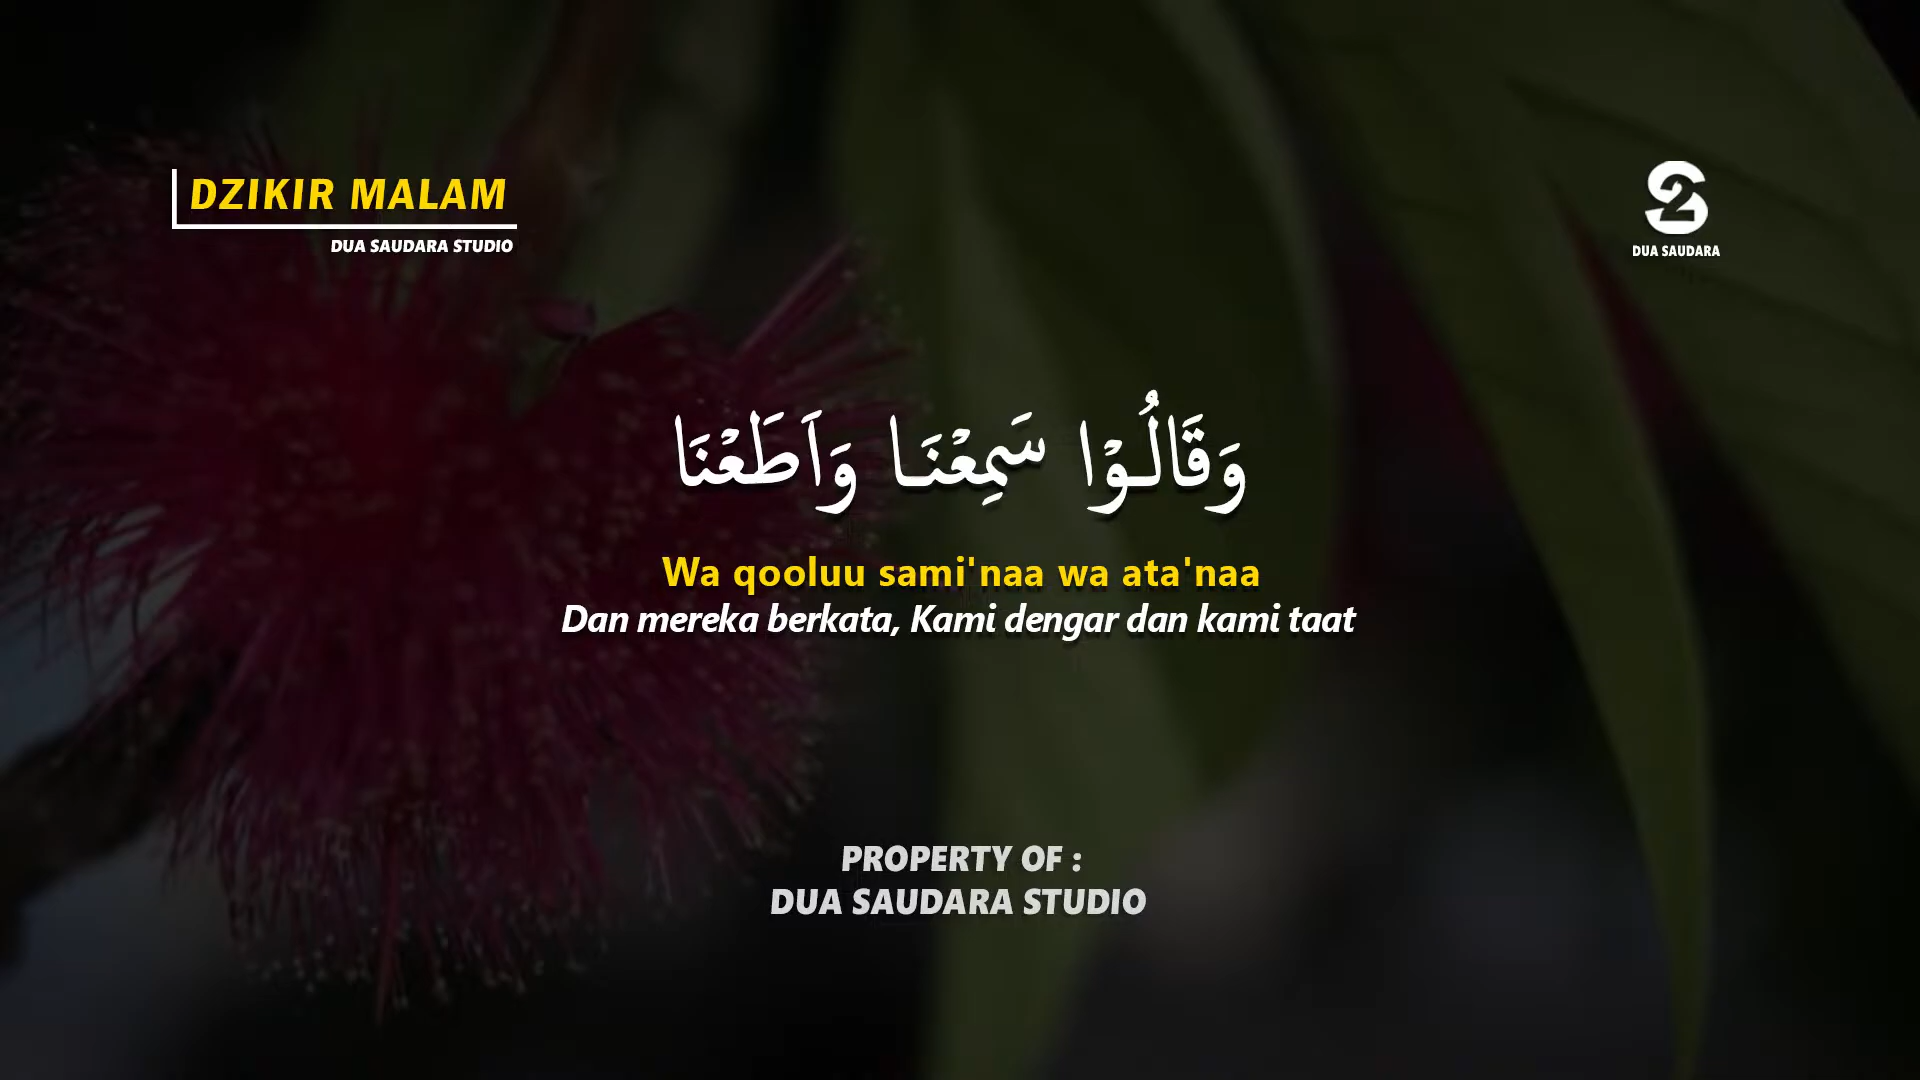 DZIKIR MALAM
DUA SAUDARA STUDIO
S2
DUA SAUDARA
وَقَالُوْا سَمِعْنَا وَاَطَعْنَا
Wa qooluu sami'naa wa ata'naa
Dan mereka berkata, Kami dengar dan kami taat
PROPERTY OF :
DUA SAUDARA STUDIO